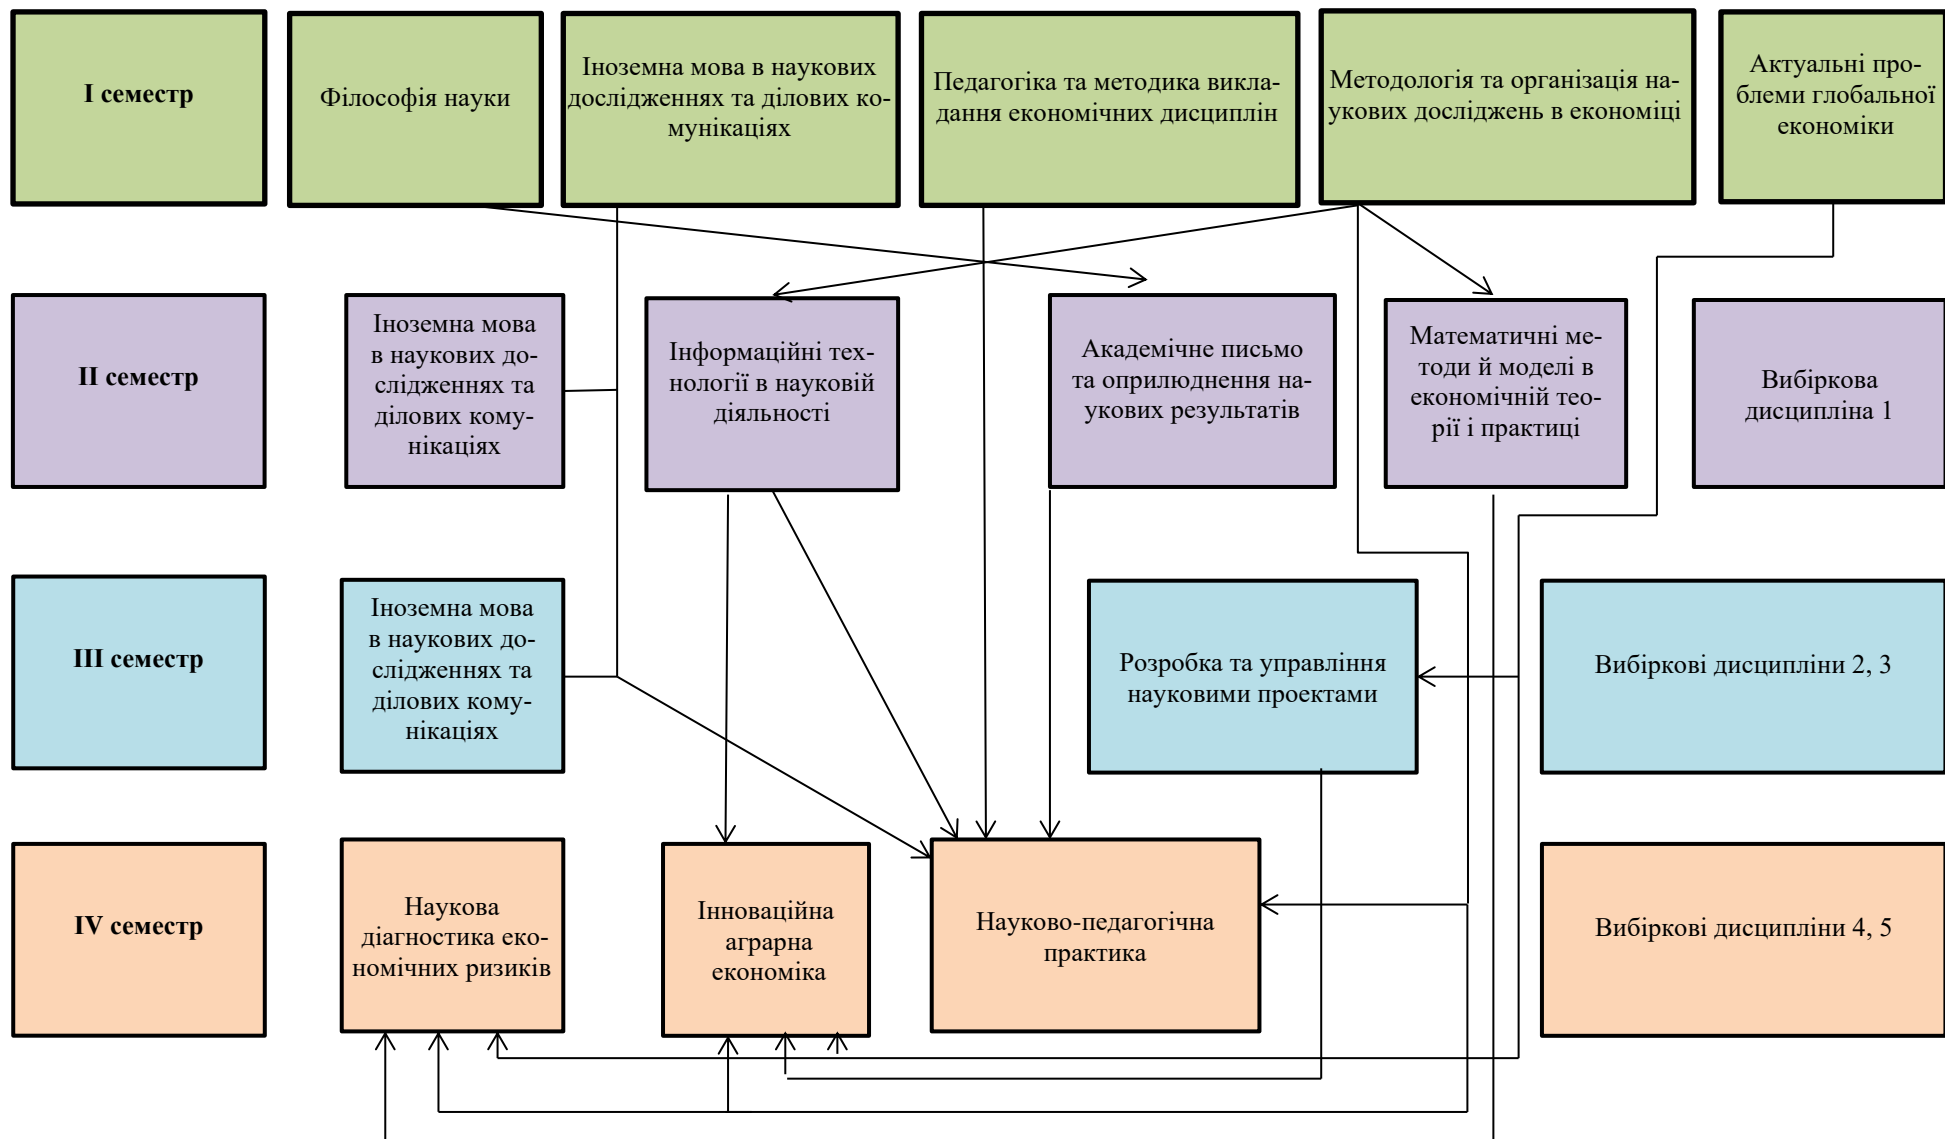 І семестр
Філософія науки
Іноземна мова в наукових
дослідженнях та ділових ко-
мунікаціях
Педагогіка та методика викла-
дання економічних дисциплін
Методологія та організація на-
укових досліджень в економіці
Актуальні про-
блеми глобальної
економіки
ІІ семестр
Іноземна мова
в наукових до-
слідженнях та
ділових кому-
нікаціях
Інформаційні тех-
нології в науковій
діяльності
Академічне письмо
та оприлюднення на-
укових результатів
Математичні ме-
тоди й моделі в
економічній тео-
рії і практиці
Вибіркова
дисципліна 1
ІІІ семестр
Іноземна мова
в наукових до-
слідженнях та
ділових кому-
нікаціях
Розробка та управління
науковими проектами
Вибіркові дисципліни 2, 3
IV семестр
Наукова
діагностика еко-
номічних ризиків
Інноваційна
аграрна
економіка
Науково-педагогічна
практика
Вибіркові дисципліни 4, 5